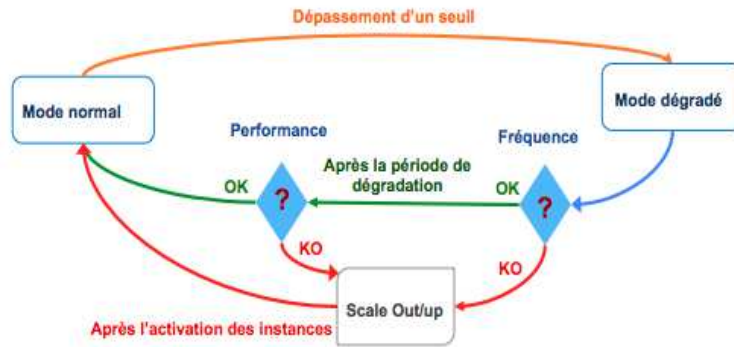 Dépassement d'un seuil
Mode normal
Mode dégradé
Performance
Fréquence
Après la période de
dégradation
OK
OK
?
?
KO
KO
Scale Out/up
Après l'activation des instances